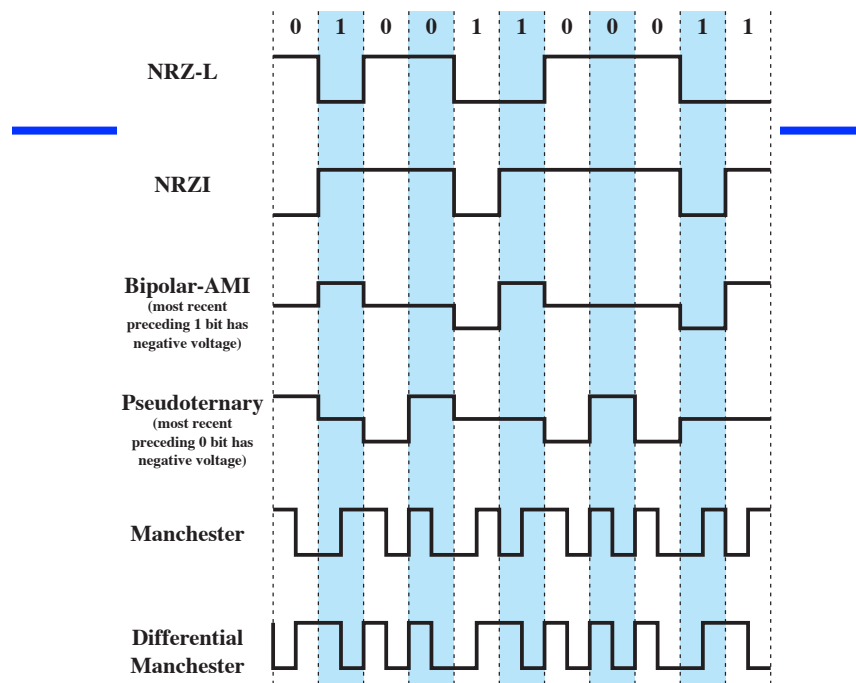 0 1 0 0 1 1 0 0 0 1 1
NRZ-L
NRZI
Bipolar-AMI
(most recent
preceding 1 bit has
negative voltage)
Pseudoternary
(most recent
preceding 0 bit has
negative voltage)
Manchester
Differential
Manchester